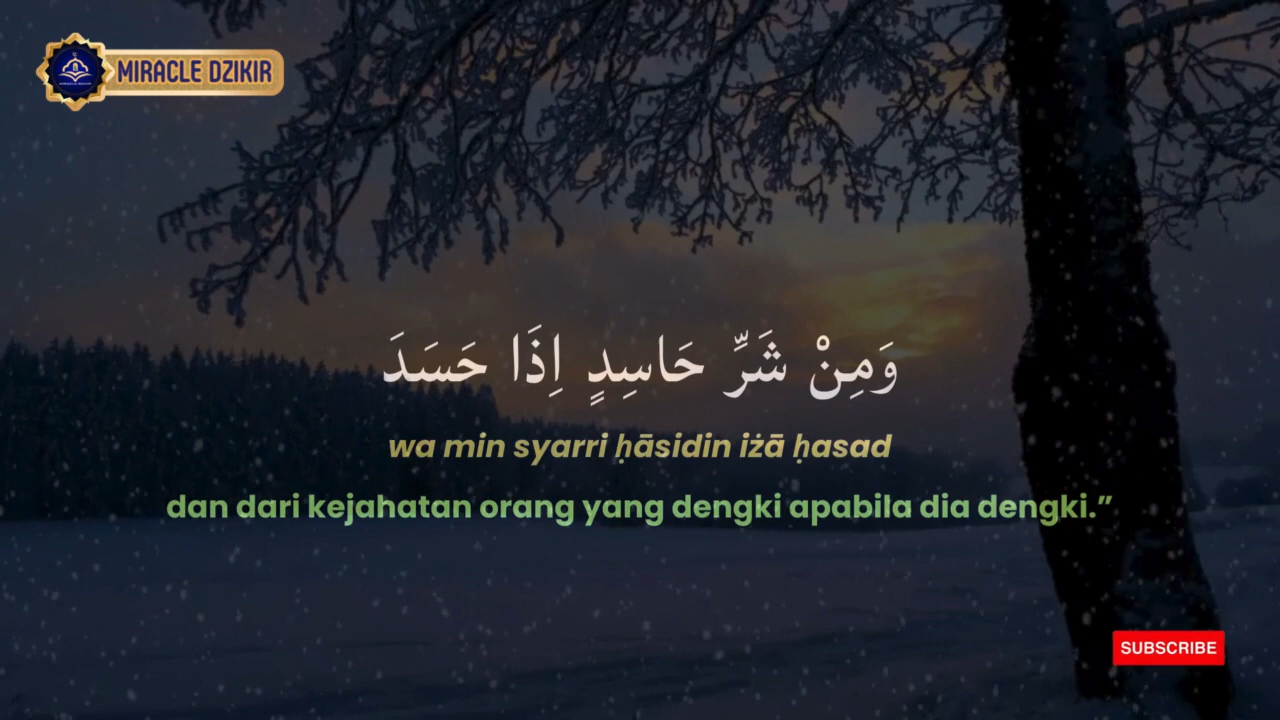 MIRACLE DZIKIR
وَمِنْ شَرِّ حَاسِدٍ اِذَا حَسَدَ
wa min syarri ḥāsidin iżā ḥasad
dan dari kejahatan orang yang dengki apabila dia dengki.”
SUBSCRIBE